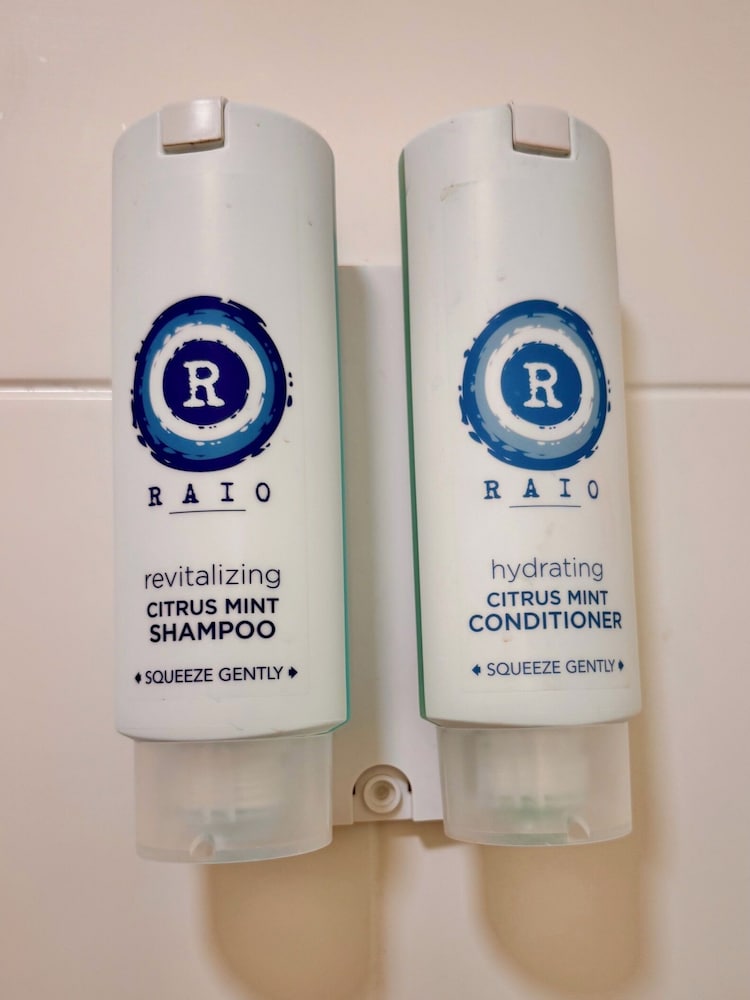 R
RAIO
revitalizing
CITRUS MINT
SHAMPOO
SQUEEZE GENTLY
R
RAIO
hydrating
CITRUS MINT
CONDITIONER
SQUEEZE GENTLY